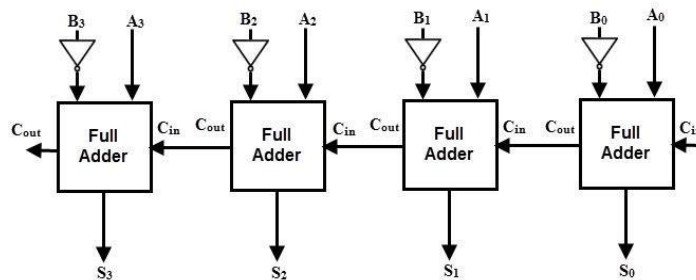 B3 A3 B2 A2 B1 A1 B0 A0
Cout Full Adder Cin Cout Full Adder Cin Cout Full Adder Cin Cout Full Adder
S3 S2 S1 S0